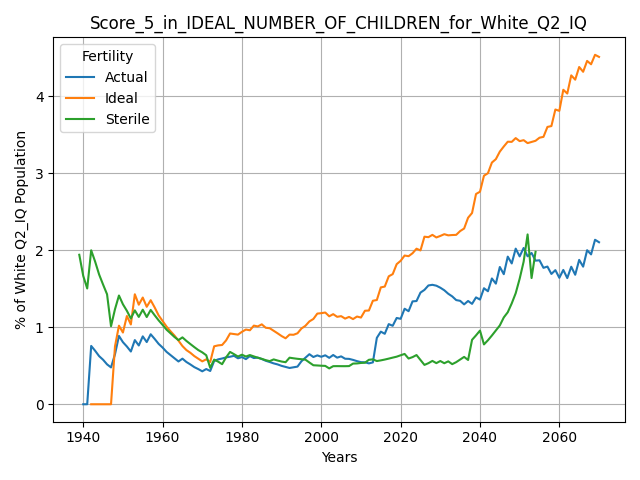 Score_5_in_IDEAL_NUMBER_OF_CHILDREN_for_White_Q2_IQ
Fertility
Actual
Ideal
Sterile
% of White Q2_IQ Population
4
3
2
1
0
1940 1960 1980 2000 2020 2040 2060
Years